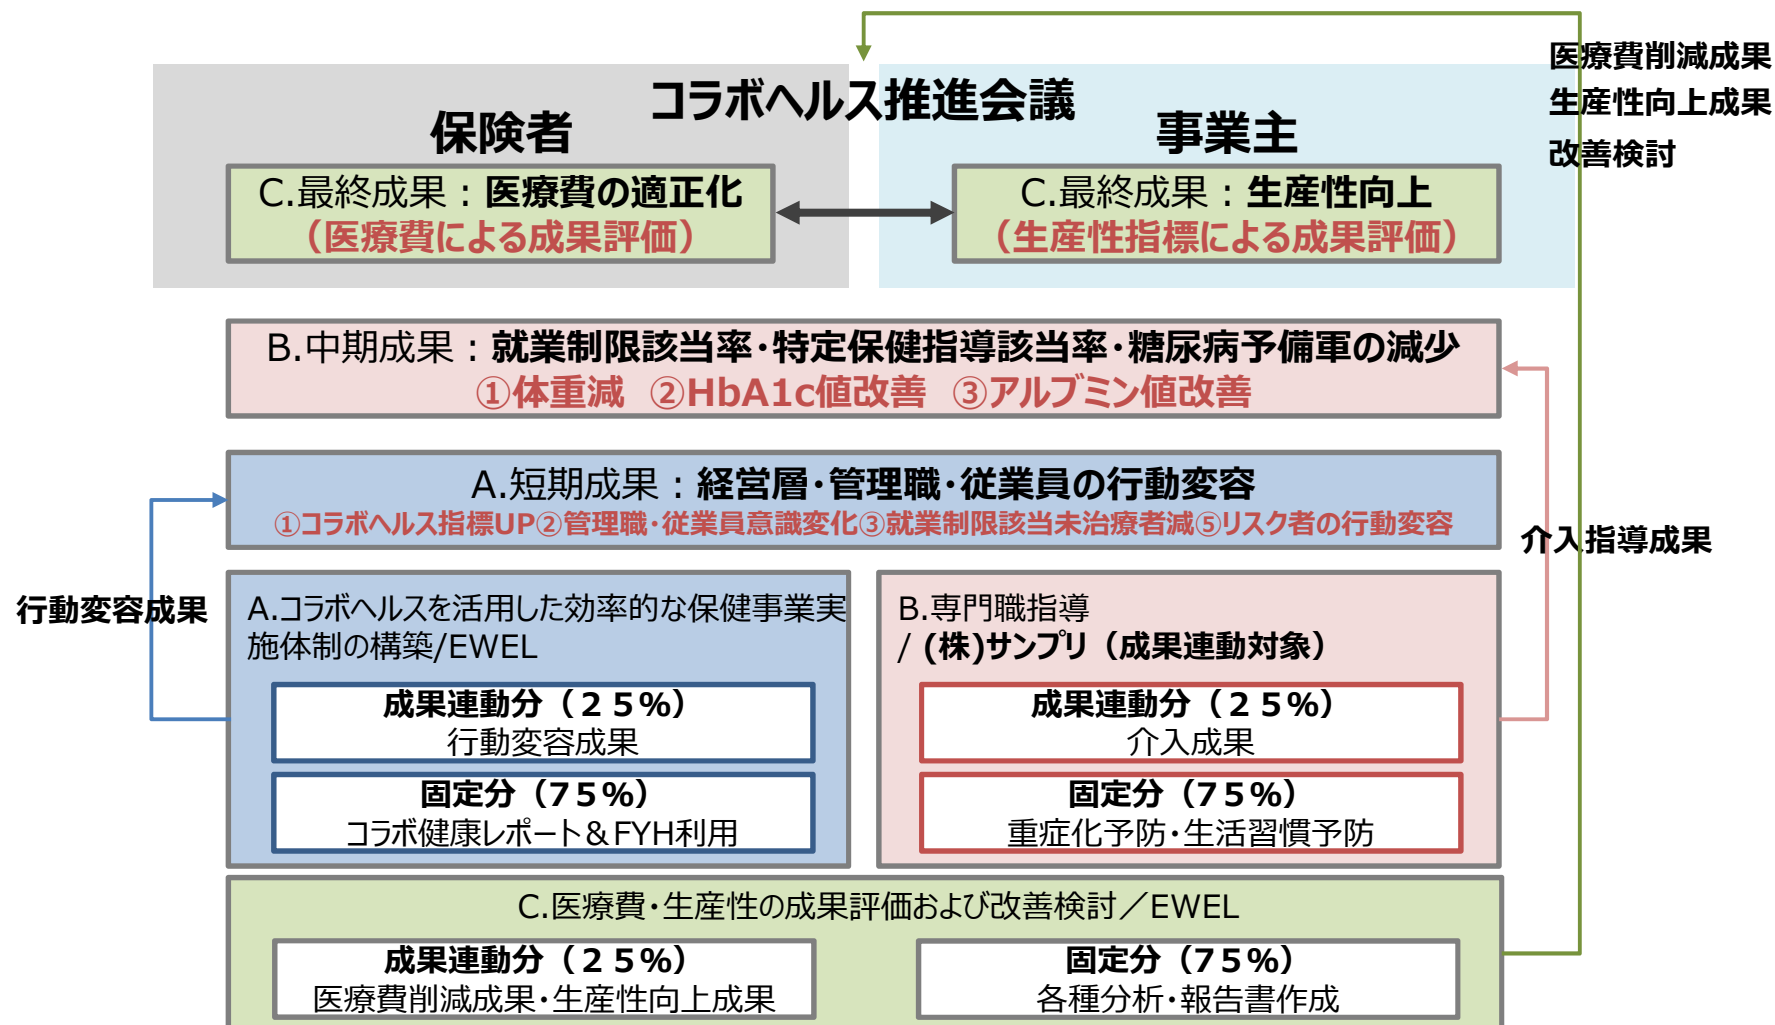 医療費削減成果
生産性向上成果
改善検討
コラボヘルス推進会議
保険者
事業主
C.最終成果：医療費の適正化
（医療費による成果評価）
C.最終成果：生産性向上
（生産性指標による成果評価）
B.中期成果：就業制限該当率･特定保健指導該当率･糖尿病予備軍の減少
①体重減 ②HbA1c値改善 ③アルブミン値改善
A.短期成果：経営層･管理職･従業員の行動変容
①コラボヘルス指標UP②管理職･従業員意識変化③就業制限該当未治療者減⑤リスク者の行動変容
介入指導成果
行動変容成果
A.コラボヘルスを活用した効率的な保健事業実
施体制の構築/EWEL
成果連動分（２５%）
行動変容成果
固定分（７５%）
コラボ健康レポート＆FYH利用
B.専門職指導
/ (株)サンプリ（成果連動対象）
成果連動分（２５%）
介入成果
固定分（７５%）
重症化予防･生活習慣予防
C.医療費･生産性の成果評価および改善検討／EWEL
成果連動分（２５%）
医療費削減成果･生産性向上成果
固定分（７５%）
各種分析･報告書作成